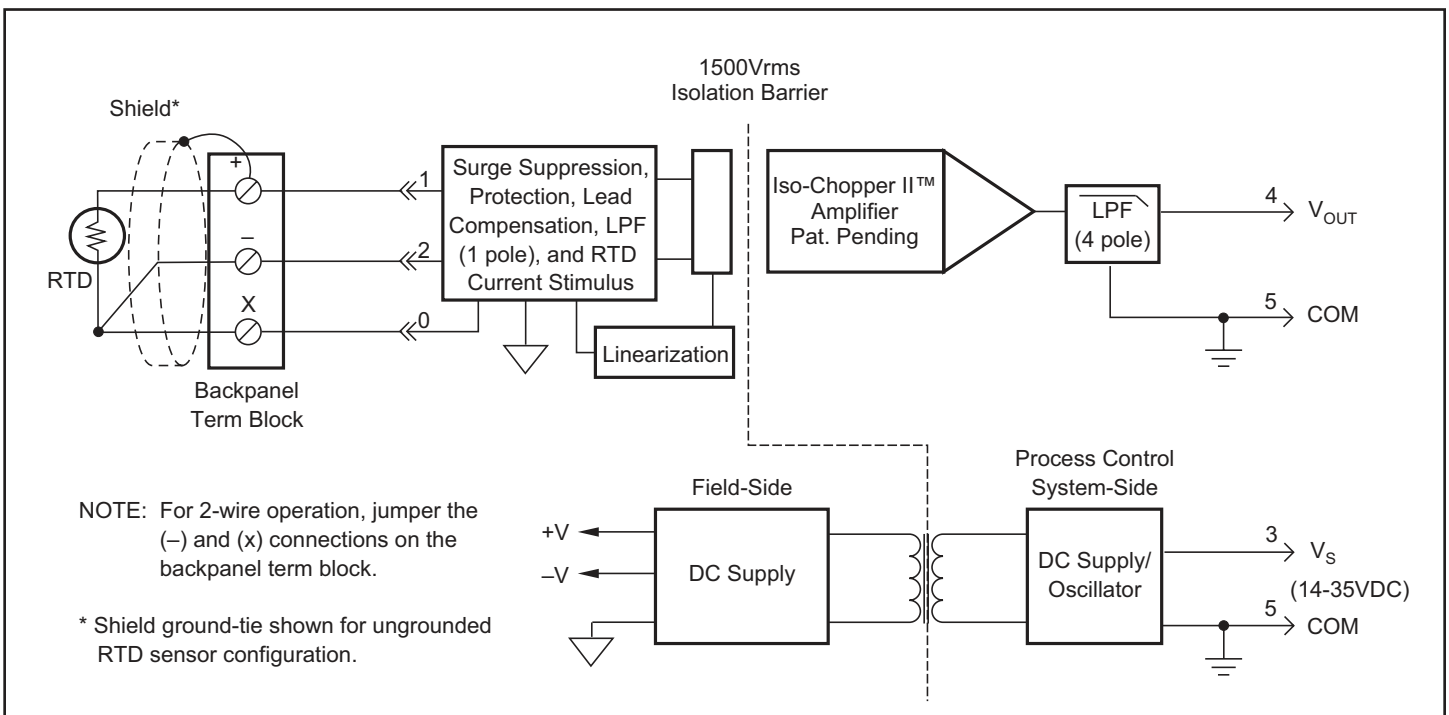 1500Vrms
Isolation Barrier
Shield*
+
–
X
RTD
Backpanel
Term Block
1
2
0
Surge Suppression,
Protection, Lead
Compensation, LPF
(1 pole), and RTD
Current Stimulus
Linearization
Iso-Chopper II™
Amplifier
Pat. Pending
LPF
(4 pole)
4
VOUT
5
COM
NOTE: For 2-wire operation, jumper the
(–) and (x) connections on the
backpanel term block.
* Shield ground-tie shown for ungrounded
RTD sensor configuration.
Field-Side
+V
–V
DC Supply
Process Control
System-Side
DC Supply/
Oscillator
3
VS
(14-35VDC)
5
COM